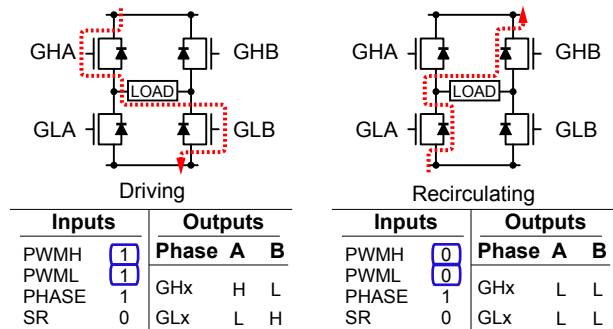 GHA GHB GHA GHB
LOAD LOAD
GLA GLB GLA GLB
Driving Recirculating
Inputs Outputs Inputs Outputs
PWMH 1 Phase A B PWMH 0 Phase A B
PWML 1 PWML 0
PHASE 1 GHx H L PHASE 1 GHx L L
SR 0 GLx L H SR 0 GLx L L